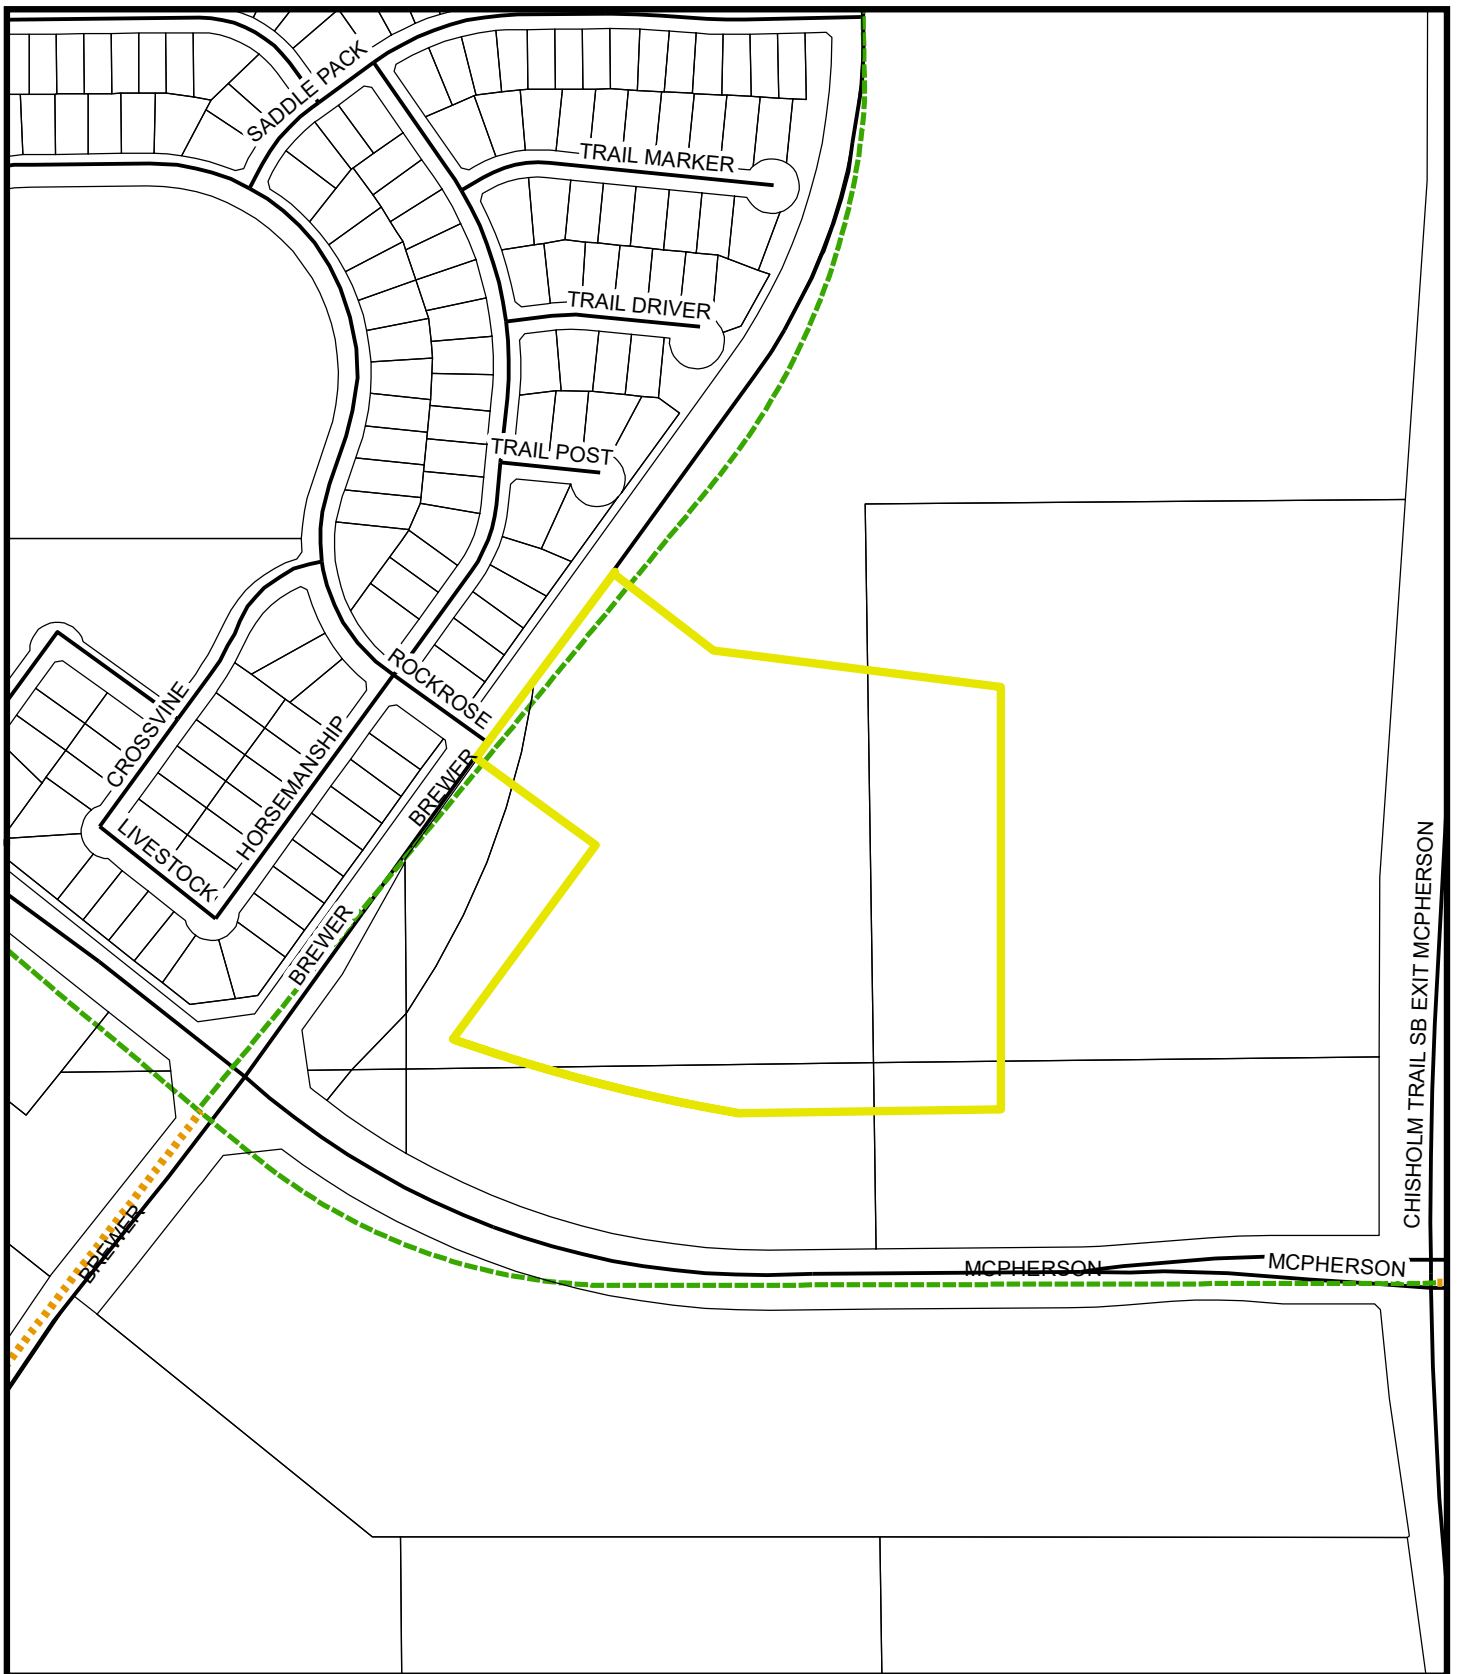 SADDLE PACK
TRAIL MARKER
TRAIL DRIVER
TRAIL POST
ROCKROSE
CROSSVINE
HORSEMANSHIP
LIVESTOCK
BREWER
BREWER
BREWER
CHISHOLM TRAIL SB EXIT MCPHERSON
MCPHERSON
MCPHERSON